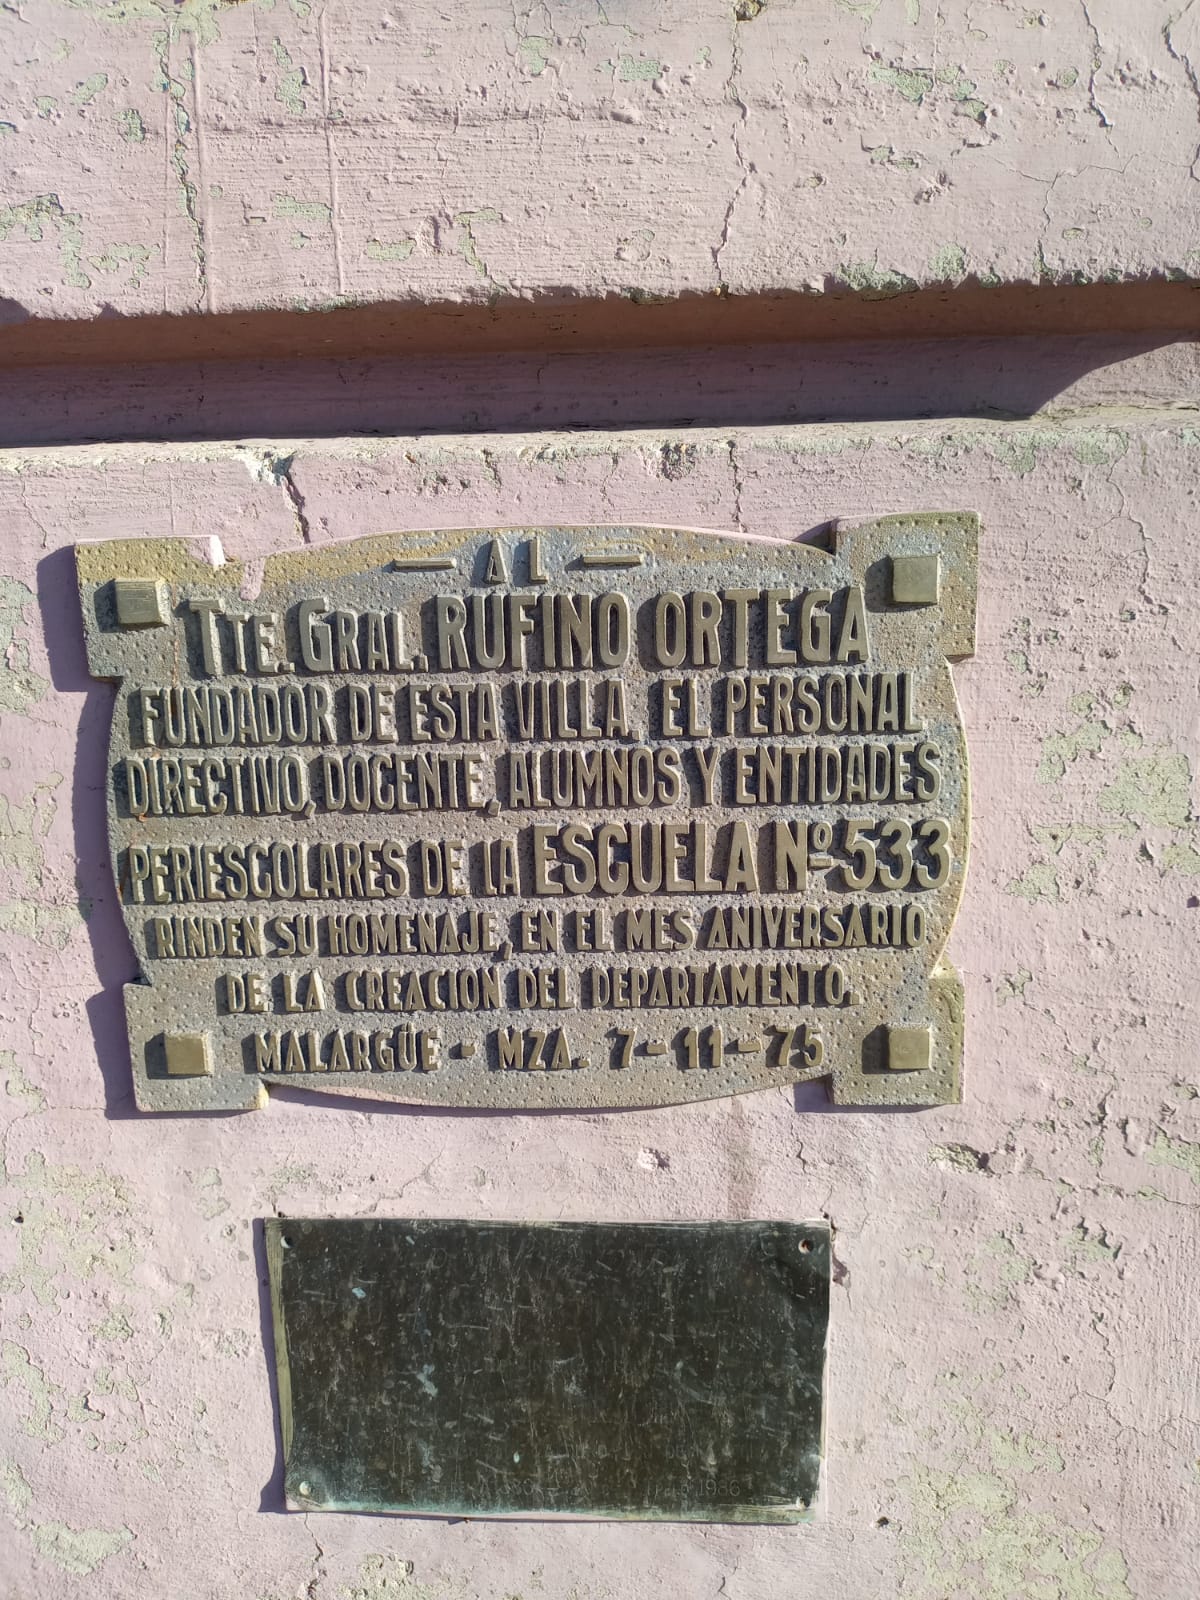 — AL —
TTE. GRAL. RUFINO ORTEGA
FUNDADOR DE ESTA VILLA, EL PERSONAL
DIRECTIVO, DOCENTE, ALUMNOS Y ENTIDADES
PERIESCOLARES DE LA ESCUELA Nº 533
RINDEN SU HOMENAJE, EN EL MES ANIVERSARIO
DE LA CREACION DEL DEPARTAMENTO.
MALARGÜE - MZA. 7-11-75
1986